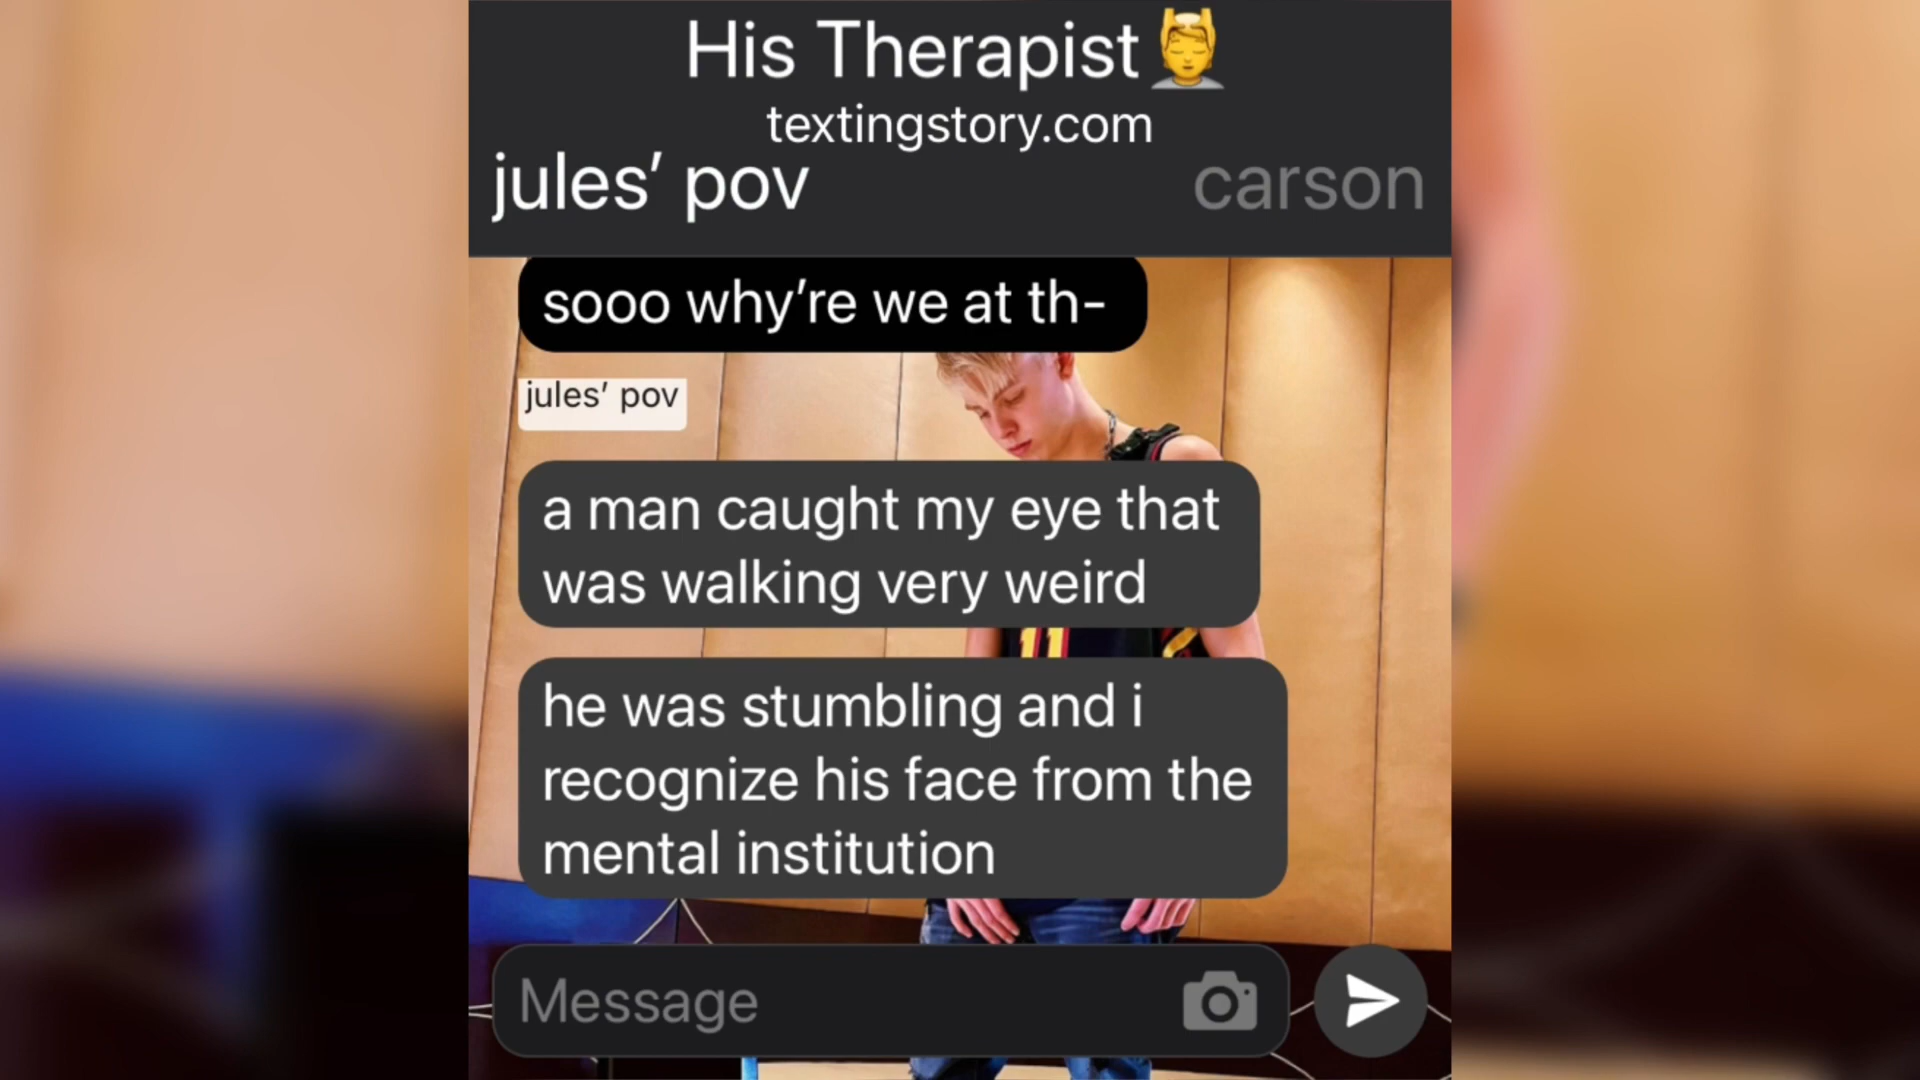 His Therapist💆
textingstory.com
jules’ pov
carson
sooo why’re we at th-
jules’ pov
a man caught my eye that
was walking very weird
11
he was stumbling and i
recognize his face from the
mental institution
Message